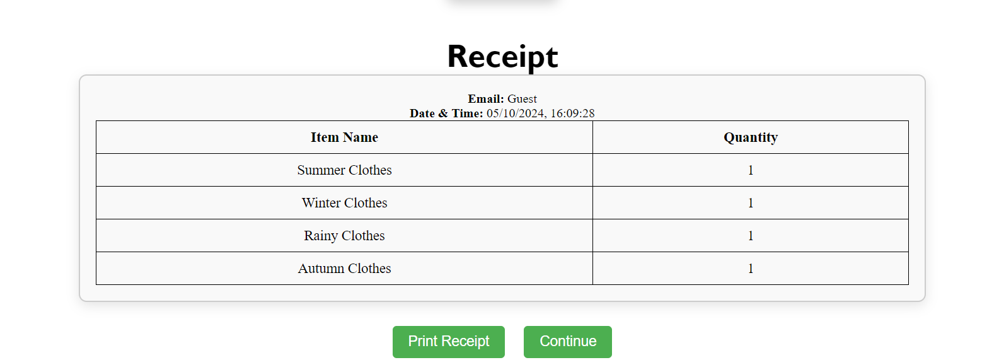 Receipt
Email: Guest
Date & Time: 05/10/2024, 16:09:28
Item Name Quantity
Summer Clothes 1
Winter Clothes 1
Rainy Clothes 1
Autumn Clothes 1
Print Receipt Continue